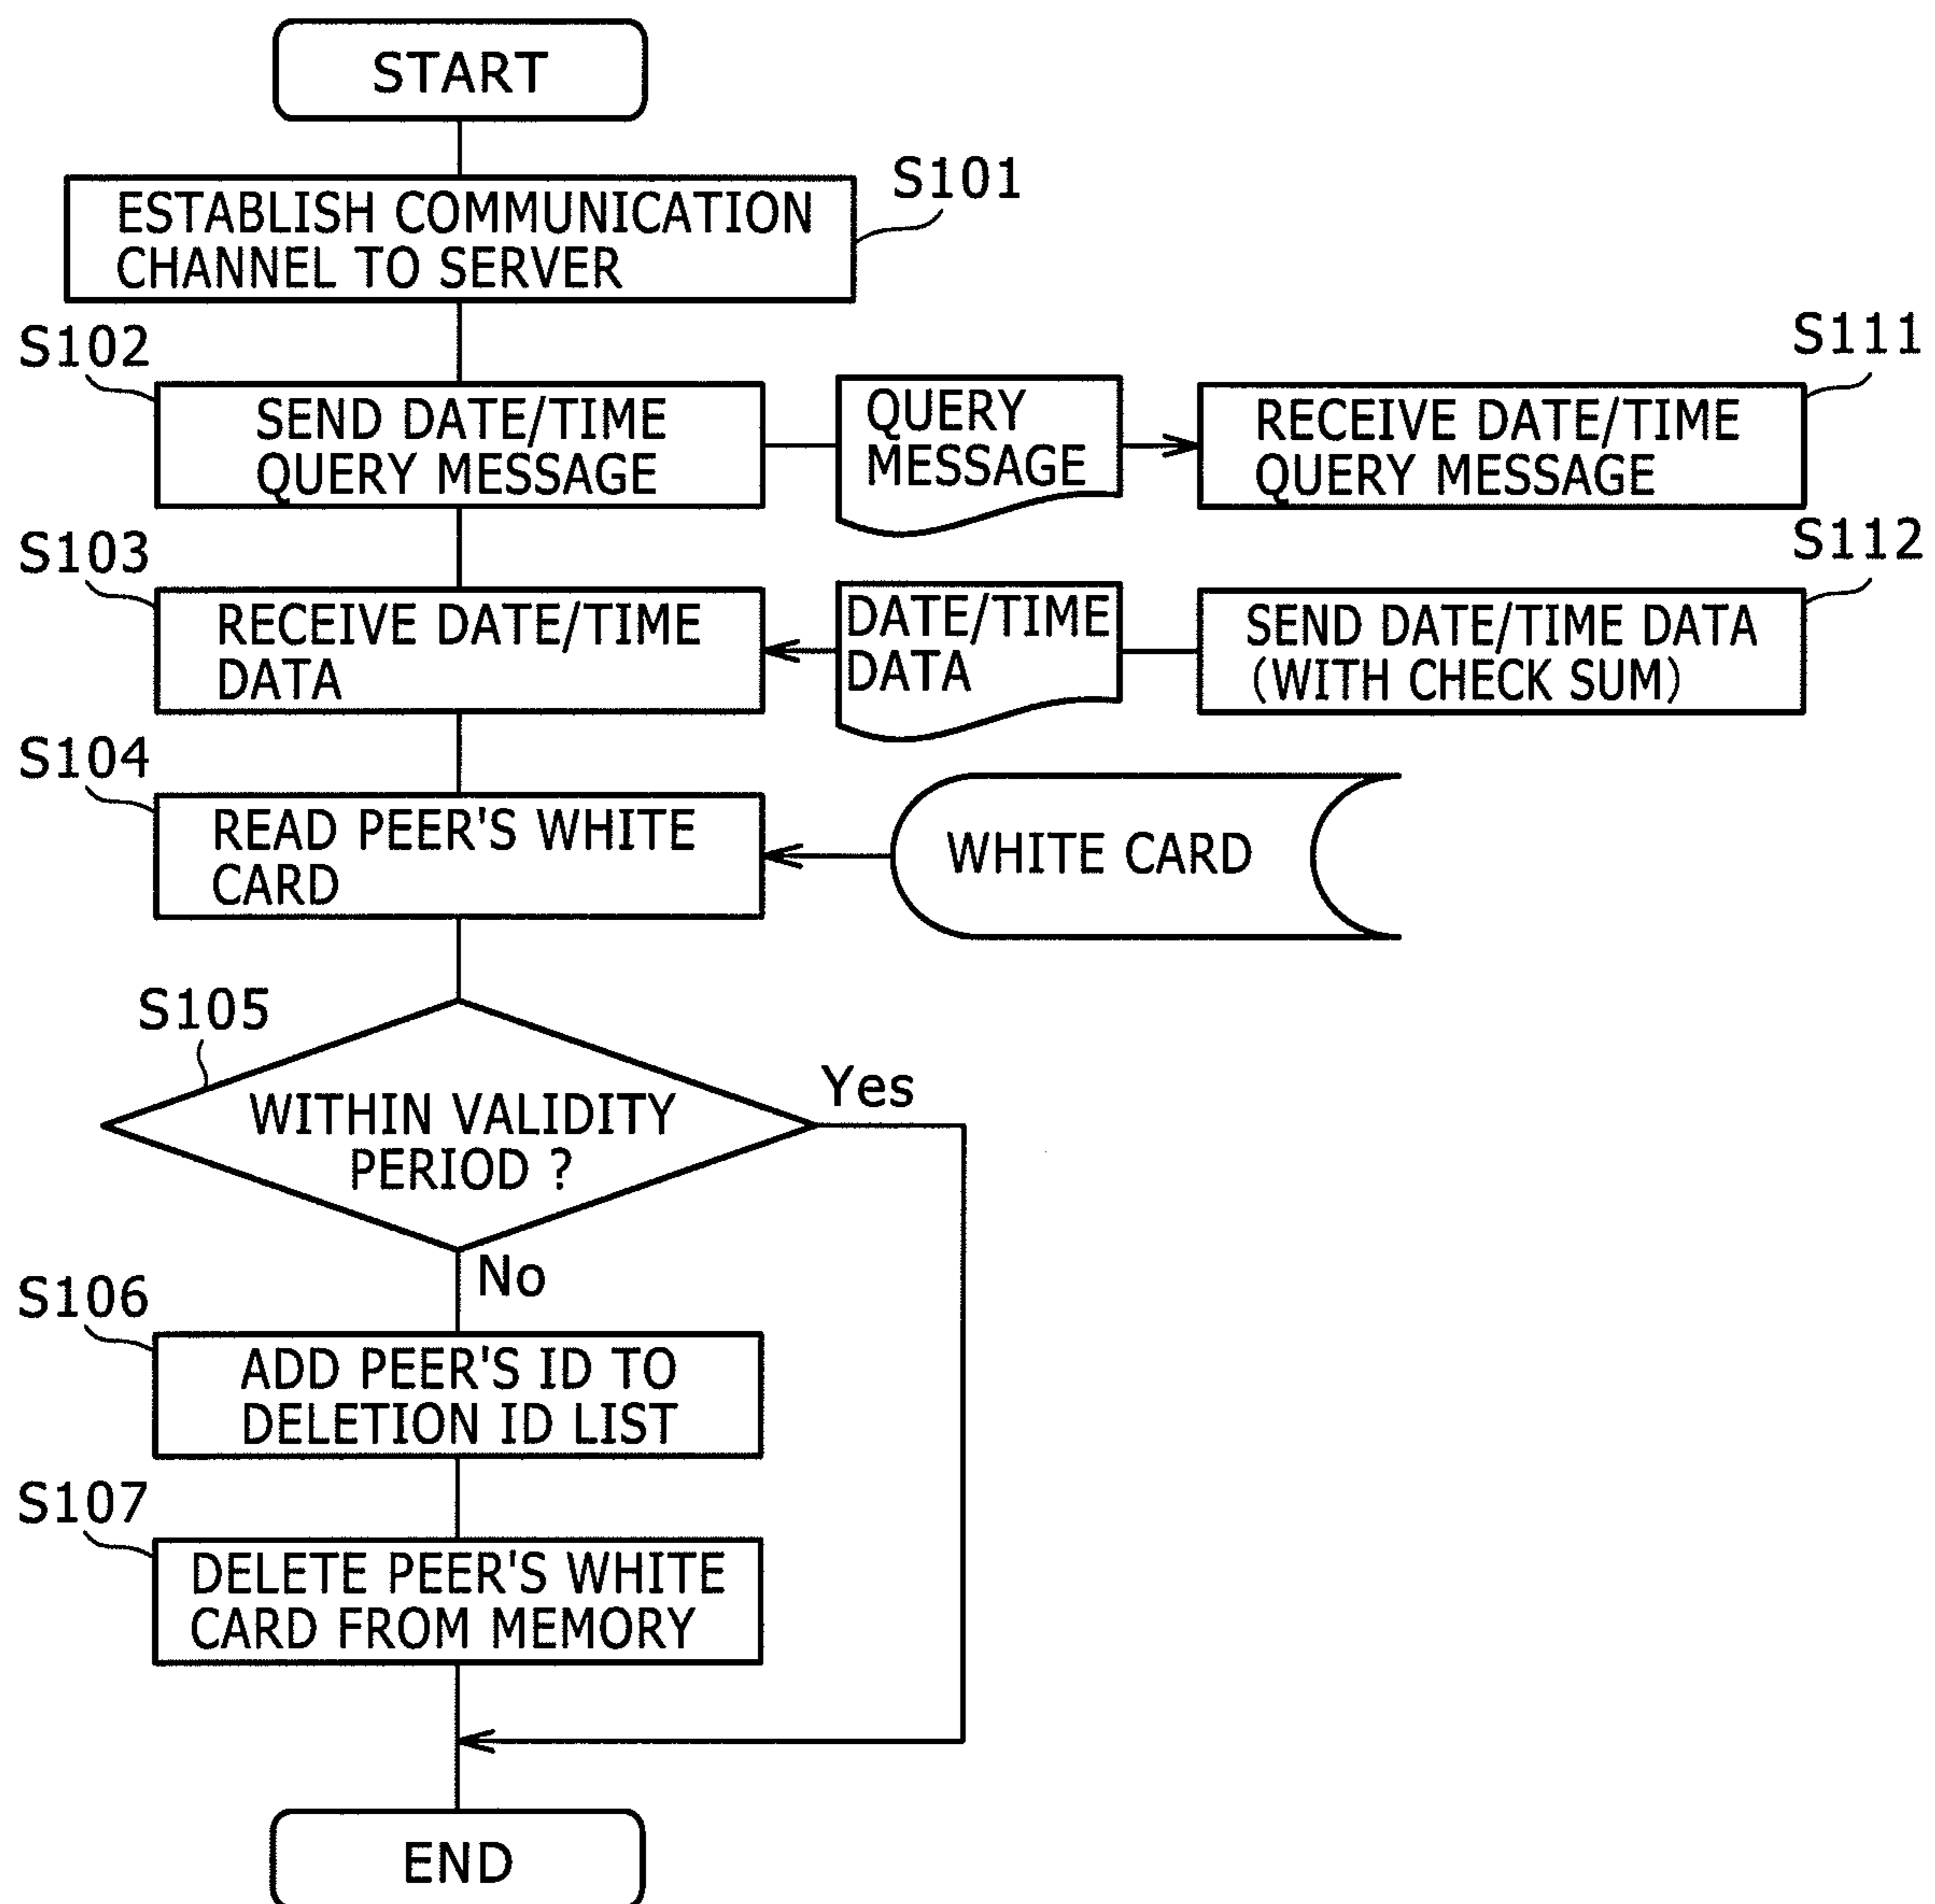 START
S101
ESTABLISH COMMUNICATION
CHANNEL TO SERVER
S102
S111
SEND DATE/TIME
QUERY MESSAGE
QUERY
MESSAGE
RECEIVE DATE/TIME
QUERY MESSAGE
S103
S112
RECEIVE DATE/TIME
DATA
DATE/TIME
DATA
SEND DATE/TIME DATA
(WITH CHECK SUM)
S104
READ PEER'S WHITE
CARD
WHITE CARD
S105
WITHIN VALIDITY
PERIOD ?
Yes
No
S106
ADD PEER'S ID TO
DELETION ID LIST
S107
DELETE PEER'S WHITE
CARD FROM MEMORY
END